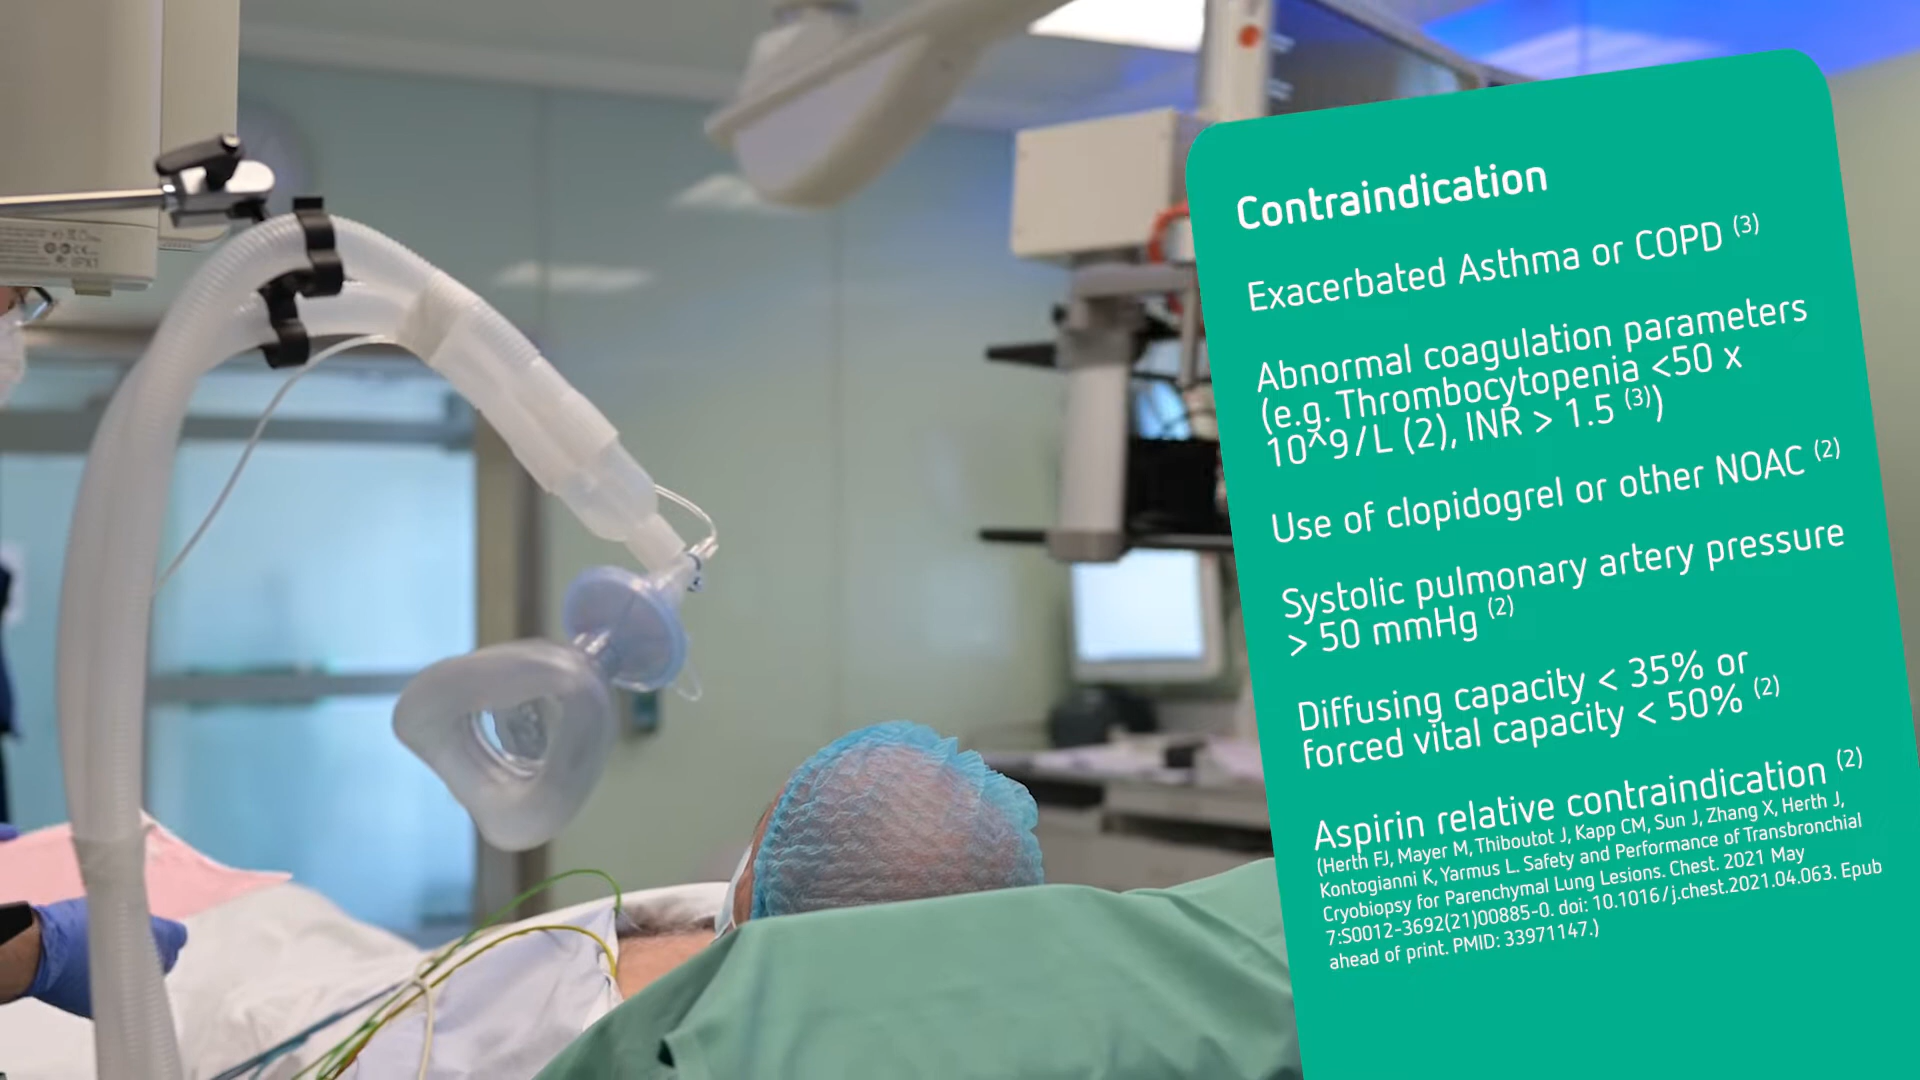 Contraindication
Exacerbated Asthma or COPD (3)
Abnormal coagulation parameters
(e.g. Thrombocytopenia <50 x
10^9/L (2), INR > 1.5 (3))
Use of clopidogrel or other NOAC (2)
Systolic pulmonary artery pressure
> 50 mmHg (2)
Diffusing capacity < 35% or
forced vital capacity < 50% (2)
Aspirin relative contraindication (2)
(Herth FJ, Mayer M, Thiboutot J, Kapp CM, Sun J, Zhang X, Herth J,
Kontogianni K, Yarmus L. Safety and Performance of Transbronchial
Cryobiopsy for Parenchymal Lung Lesions. Chest. 2021 May
7:S0012-3692(21)00885-0. doi: 10.1016/j.chest.2021.04.063. Epub
ahead of print. PMID: 33971147.)
IPX1